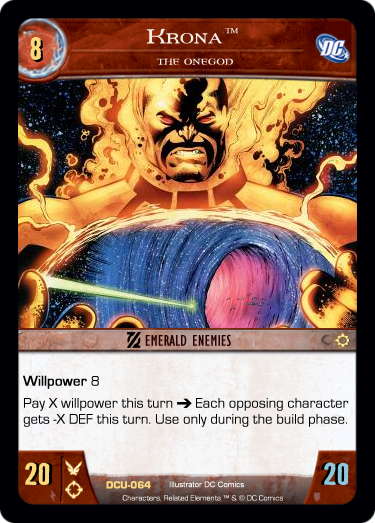 8
KRONA™
THE ONEGOD
DC
EMERALD ENEMIES
Willpower 8
Pay X willpower this turn ➔ Each opposing character
gets -X DEF this turn. Use only during the build phase.
20
DCU-064 Illustrator DC Comics
Characters, Related Elements ™ & © DC Comics
20